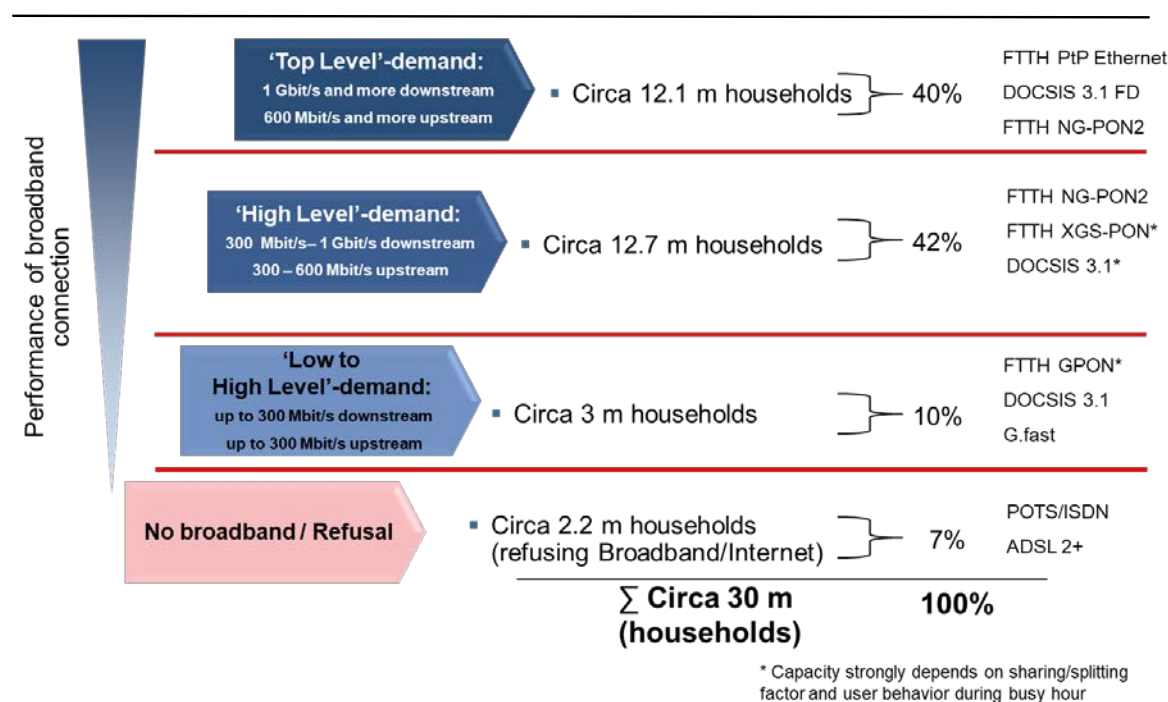 Performance of broadband
connection
‘Top Level’-demand:
1 Gbit/s and more downstream
600 Mbit/s and more upstream
▪ Circa 12.1 m households
40%
FTTH PtP Ethernet
DOCSIS 3.1 FD
FTTH NG-PON2
‘High Level’-demand:
300 Mbit/s– 1 Gbit/s downstream
300 – 600 Mbit/s upstream
▪ Circa 12.7 m households
42%
FTTH NG-PON2
FTTH XGS-PON*
DOCSIS 3.1*
‘Low to
High Level’-demand:
up to 300 Mbit/s downstream
up to 300 Mbit/s upstream
▪ Circa 3 m households
10%
FTTH GPON*
DOCSIS 3.1
G.fast
No broadband / Refusal
▪ Circa 2.2 m households
(refusing Broadband/Internet)
7%
POTS/ISDN
ADSL 2+
∑ Circa 30 m
(households)
100%
* Capacity strongly depends on sharing/splitting
factor and user behavior during busy hour